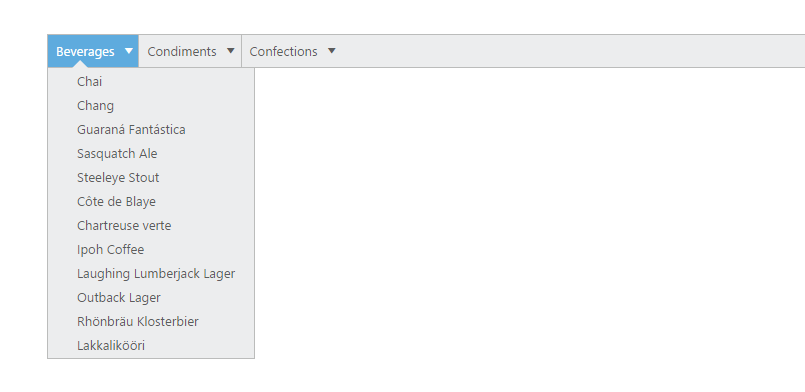 Beverages Condiments Confections
Chai
Chang
Guaraná Fantástica
Sasquatch Ale
Steeleye Stout
Côte de Blaye
Chartreuse verte
Ipoh Coffee
Laughing Lumberjack Lager
Outback Lager
Rhönbräu Klosterbier
Lakkalikööri